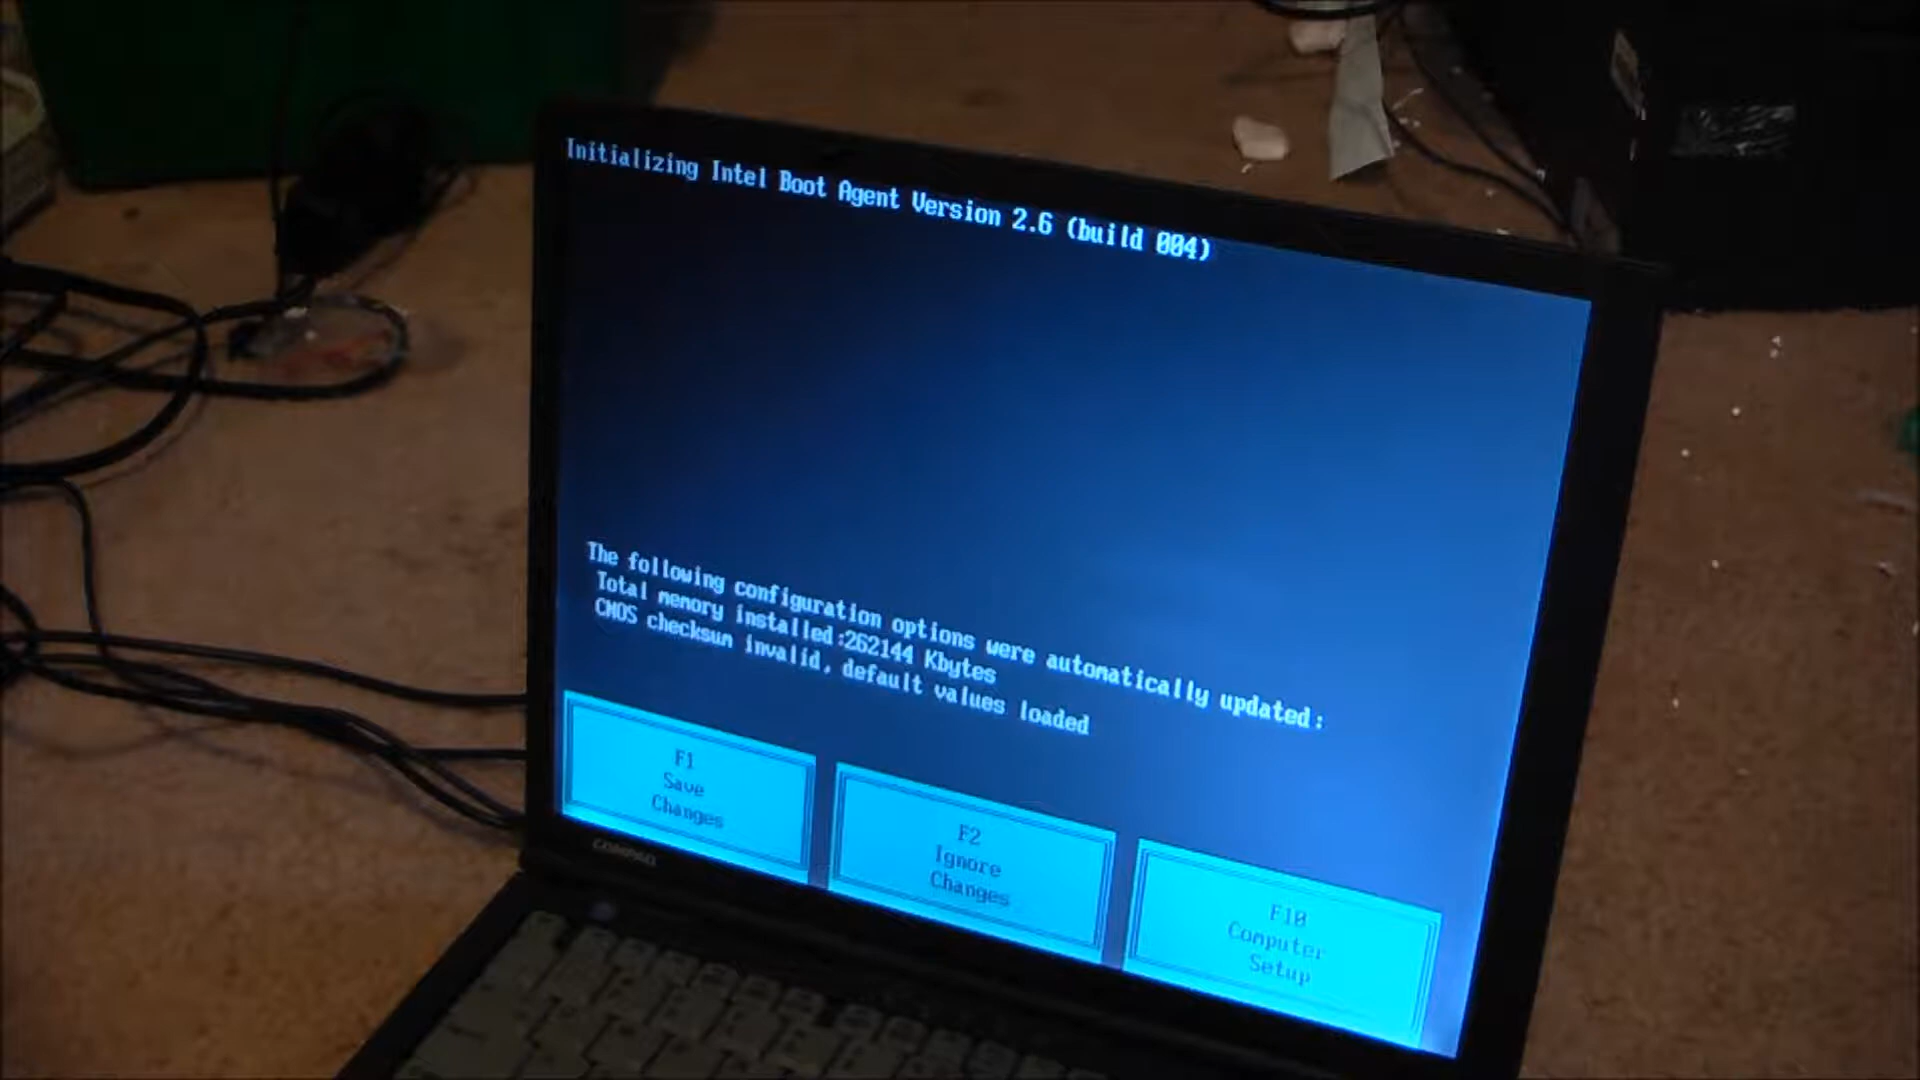 Initializing Intel Boot Agent Version 2.6 (build 004)
The following configuration options were automatically updated:
Total memory installed:262144 Kbytes
CMOS checksum invalid, default values loaded
F1
Save
Changes
F2
Ignore
Changes
F10
Computer
Setup
COMPAQ